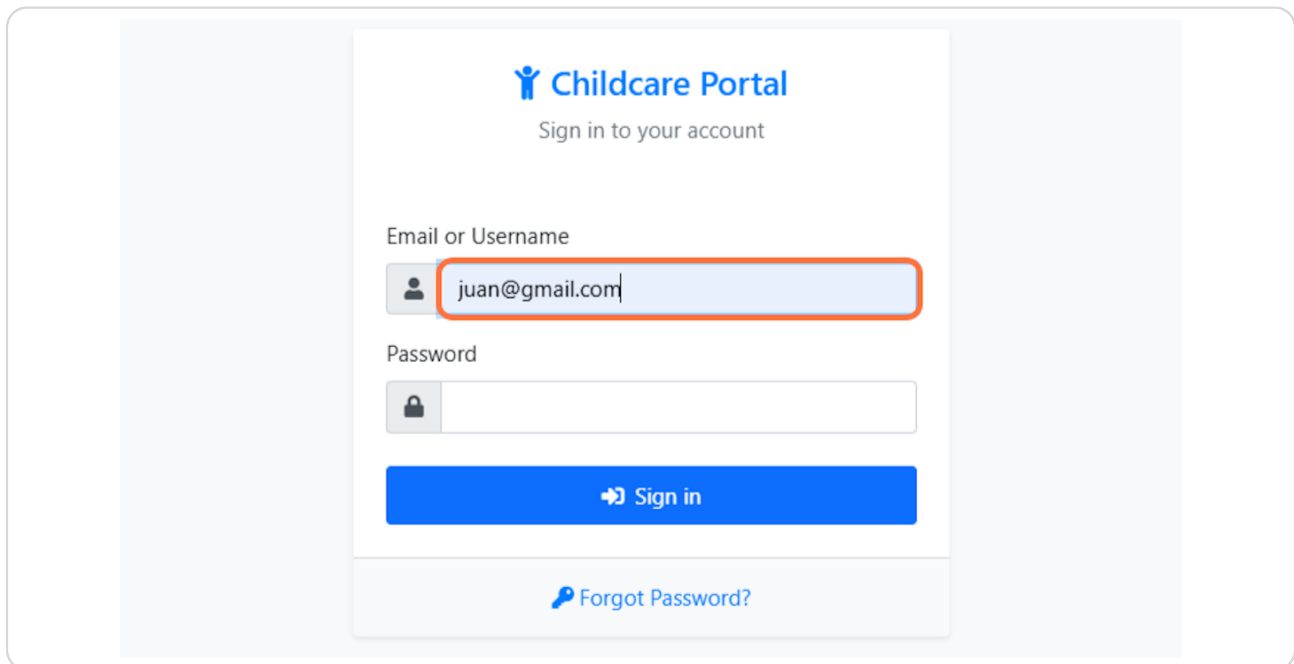 Childcare Portal
Sign in to your account
Email or Username
juan@gmail.com
Password
Sign in
Forgot Password?